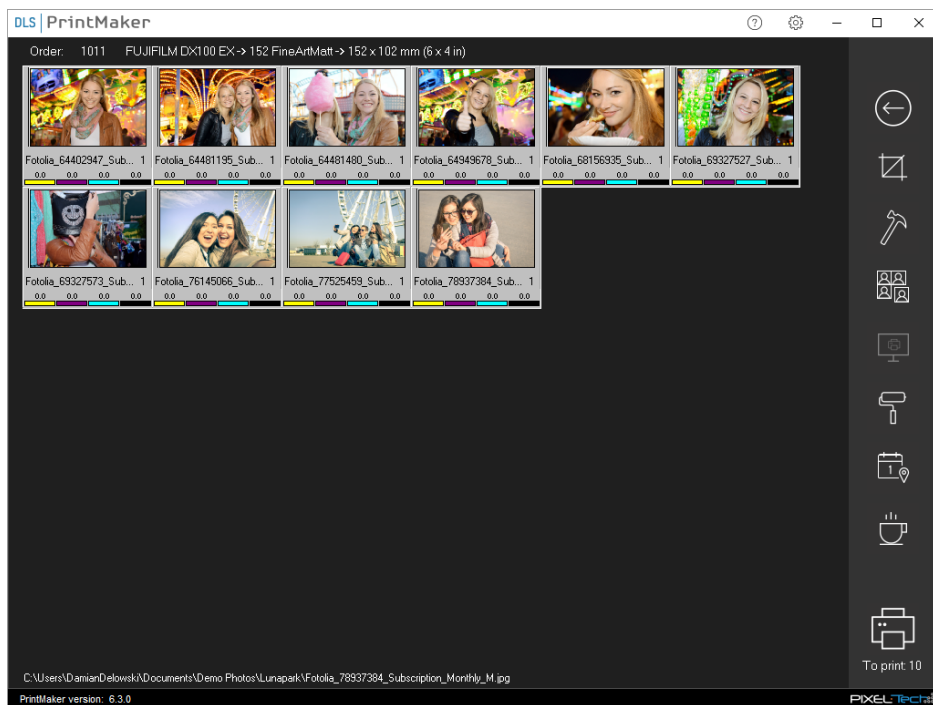 DLS PrintMaker
Order: 1011 FUJIFILM DX100 EX -> 152 FineArtMatt -> 152 x 102 mm (6 x 4 in)
Fotolia_64402947_Sub... 1 Fotolia_64481195_Sub... 1 Fotolia_64481480_Sub... 1 Fotolia_64949678_Sub... 1 Fotolia_68156935_Sub... 1 Fotolia_69327527_Sub... 1
0.0 0.0 0.0 0.0 0.0 0.0 0.0 0.0 0.0 0.0 0.0 0.0 0.0 0.0 0.0 0.0 0.0 0.0 0.0 0.0 0.0 0.0 0.0 0.0
Fotolia_69327573_Sub... 1 Fotolia_76145066_Sub... 1 Fotolia_77525459_Sub... 1 Fotolia_78937384_Sub... 1
0.0 0.0 0.0 0.0 0.0 0.0 0.0 0.0 0.0 0.0 0.0 0.0 0.0 0.0 0.0 0.0
1
To print: 10
C:\Users\DamianDelowski\Documents\Demo Photos\Lunapark\Fotolia_78937384_Subscription_Monthly_M.jpg
PrintMaker version: 6.3.0
PIXEL-Tech